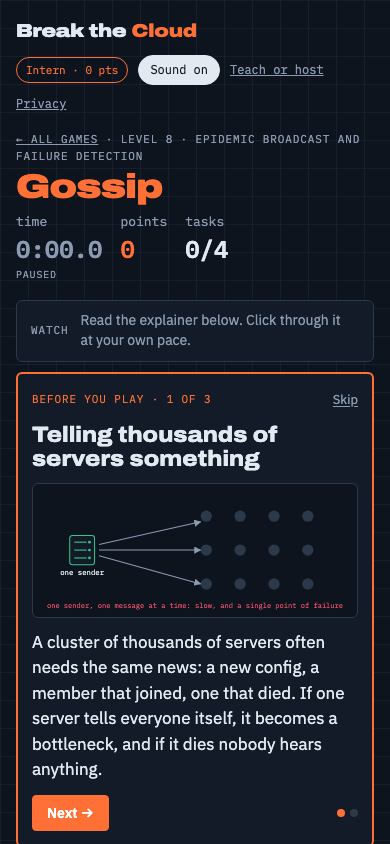 Break the Cloud
Intern · 0 pts
Sound on
Teach or host
Privacy
← ALL GAMES · LEVEL 8 · EPIDEMIC BROADCAST AND
FAILURE DETECTION
Gossip
time points tasks
0:00.0 0 0/4
PAUSED
WATCH
Read the explainer below. Click through it
at your own pace.
BEFORE YOU PLAY · 1 OF 3
Skip
Telling thousands of
servers something
one sender
one sender, one message at a time: slow, and a single point of failure
A cluster of thousands of servers often
needs the same news: a new config, a
member that joined, one that died. If one
server tells everyone itself, it becomes a
bottleneck, and if it dies nobody hears
anything.
Next →